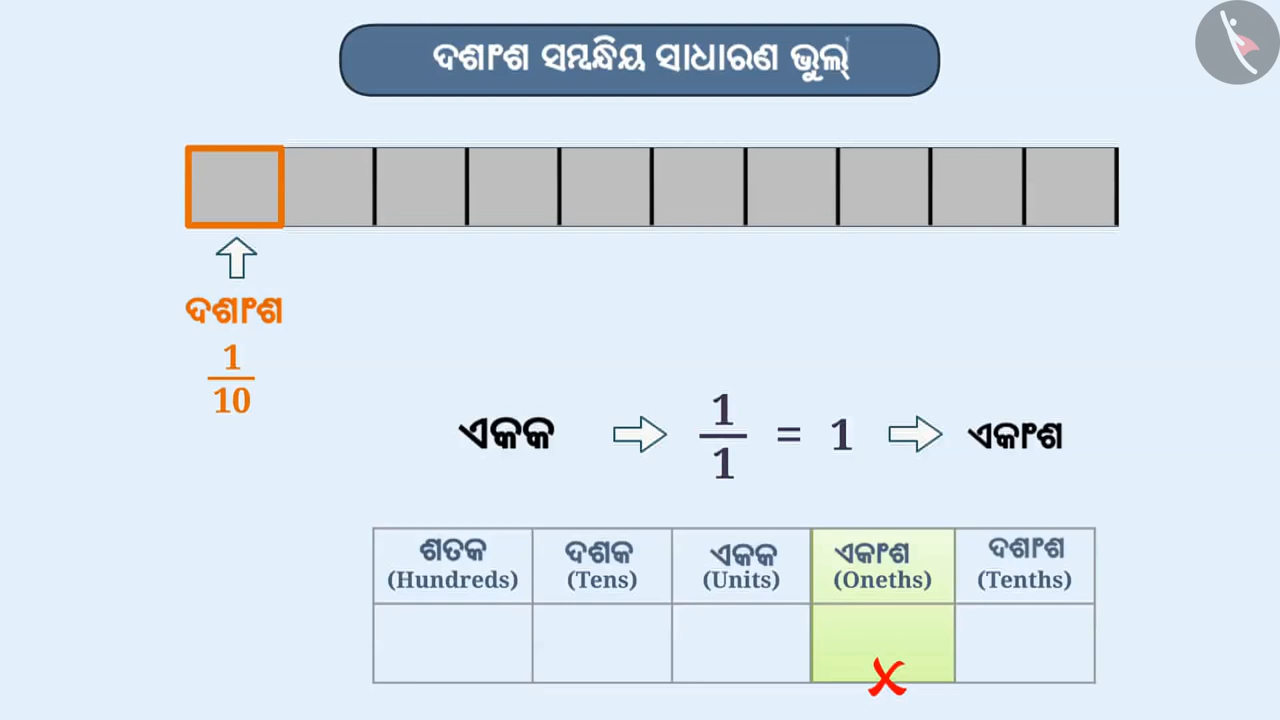 ଦଶାଂଶ ସମ୍ବନ୍ଧିୟ ସାଧାରଣ ଭୁଲ୍
ଦଶାଂଶ
1
10
ଏକକ 1/1 = 1 ଏକାଂଶ
ଶତକ ଦଶକ ଏକକ ଏକାଂଶ ଦଶାଂଶ
(Hundreds) (Tens) (Units) (Oneths) (Tenths)
X